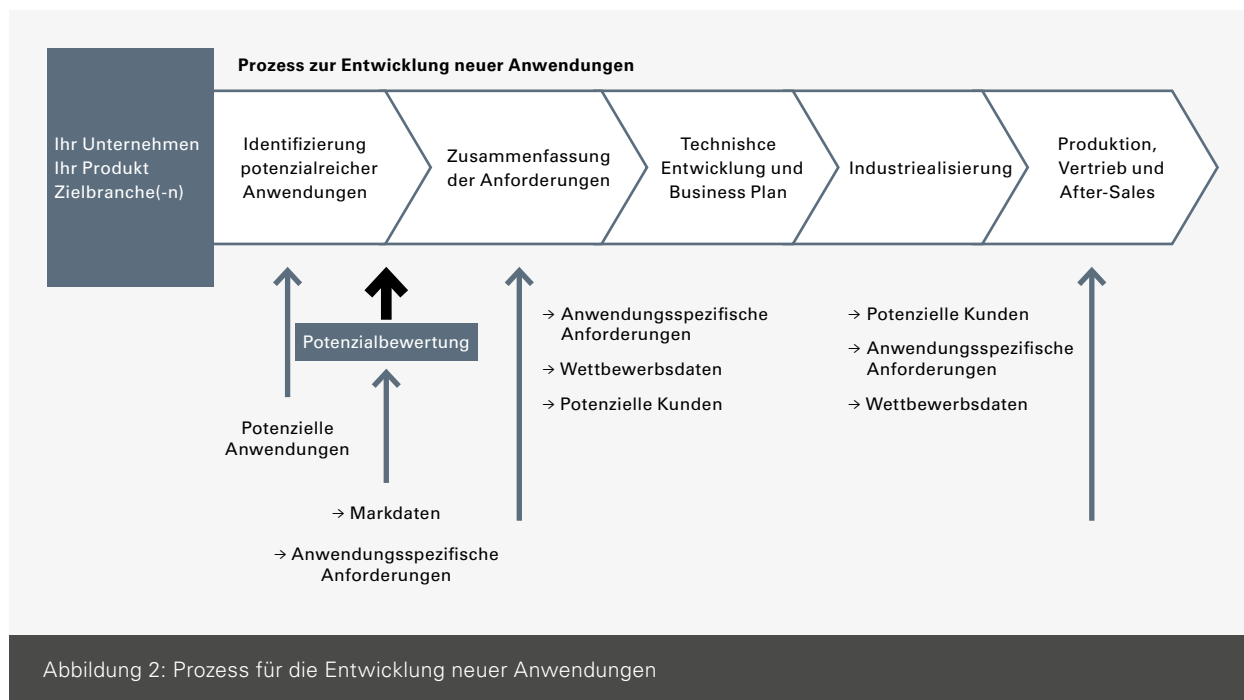 Prozess zur Entwicklung neuer Anwendungen
Ihr Unternehmen
Ihr Produkt
Zielbranche(-n)
Identifizierung
potenzialreicher
Anwendungen
Zusammenfassung
der Anforderungen
Technishce
Entwicklung und
Business Plan
Industriealisierung
Produktion,
Vertrieb und
After-Sales
Potenzialbewertung
Potenzielle
Anwendungen
→ Markdaten
→ Anwendungsspezifische
Anforderungen
→ Anwendungsspezifische
Anforderungen
→ Wettbewerbsdaten
→ Potenzielle Kunden
→ Potenzielle Kunden
→ Anwendungsspezifische
Anforderungen
→ Wettbewerbsdaten
Abbildung 2: Prozess für die Entwicklung neuer Anwendungen